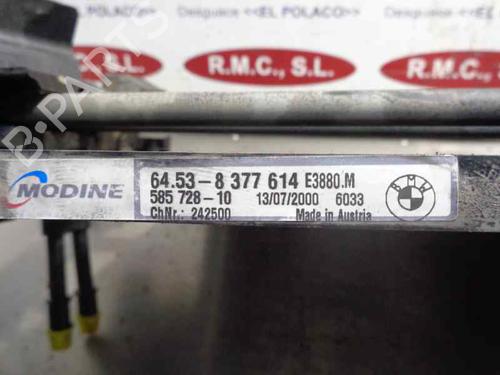 Desguace <<EL POLACO>>
Desguace <<EL POLACO>>
R.M.C., S.L.
R.M.C., S.L.
B-PARTS
MODINE
64.53-8 377 614 E3880.M
585 728-10 13/07/2000 6033
ChNr.: 242500 Made in Austria
BMW